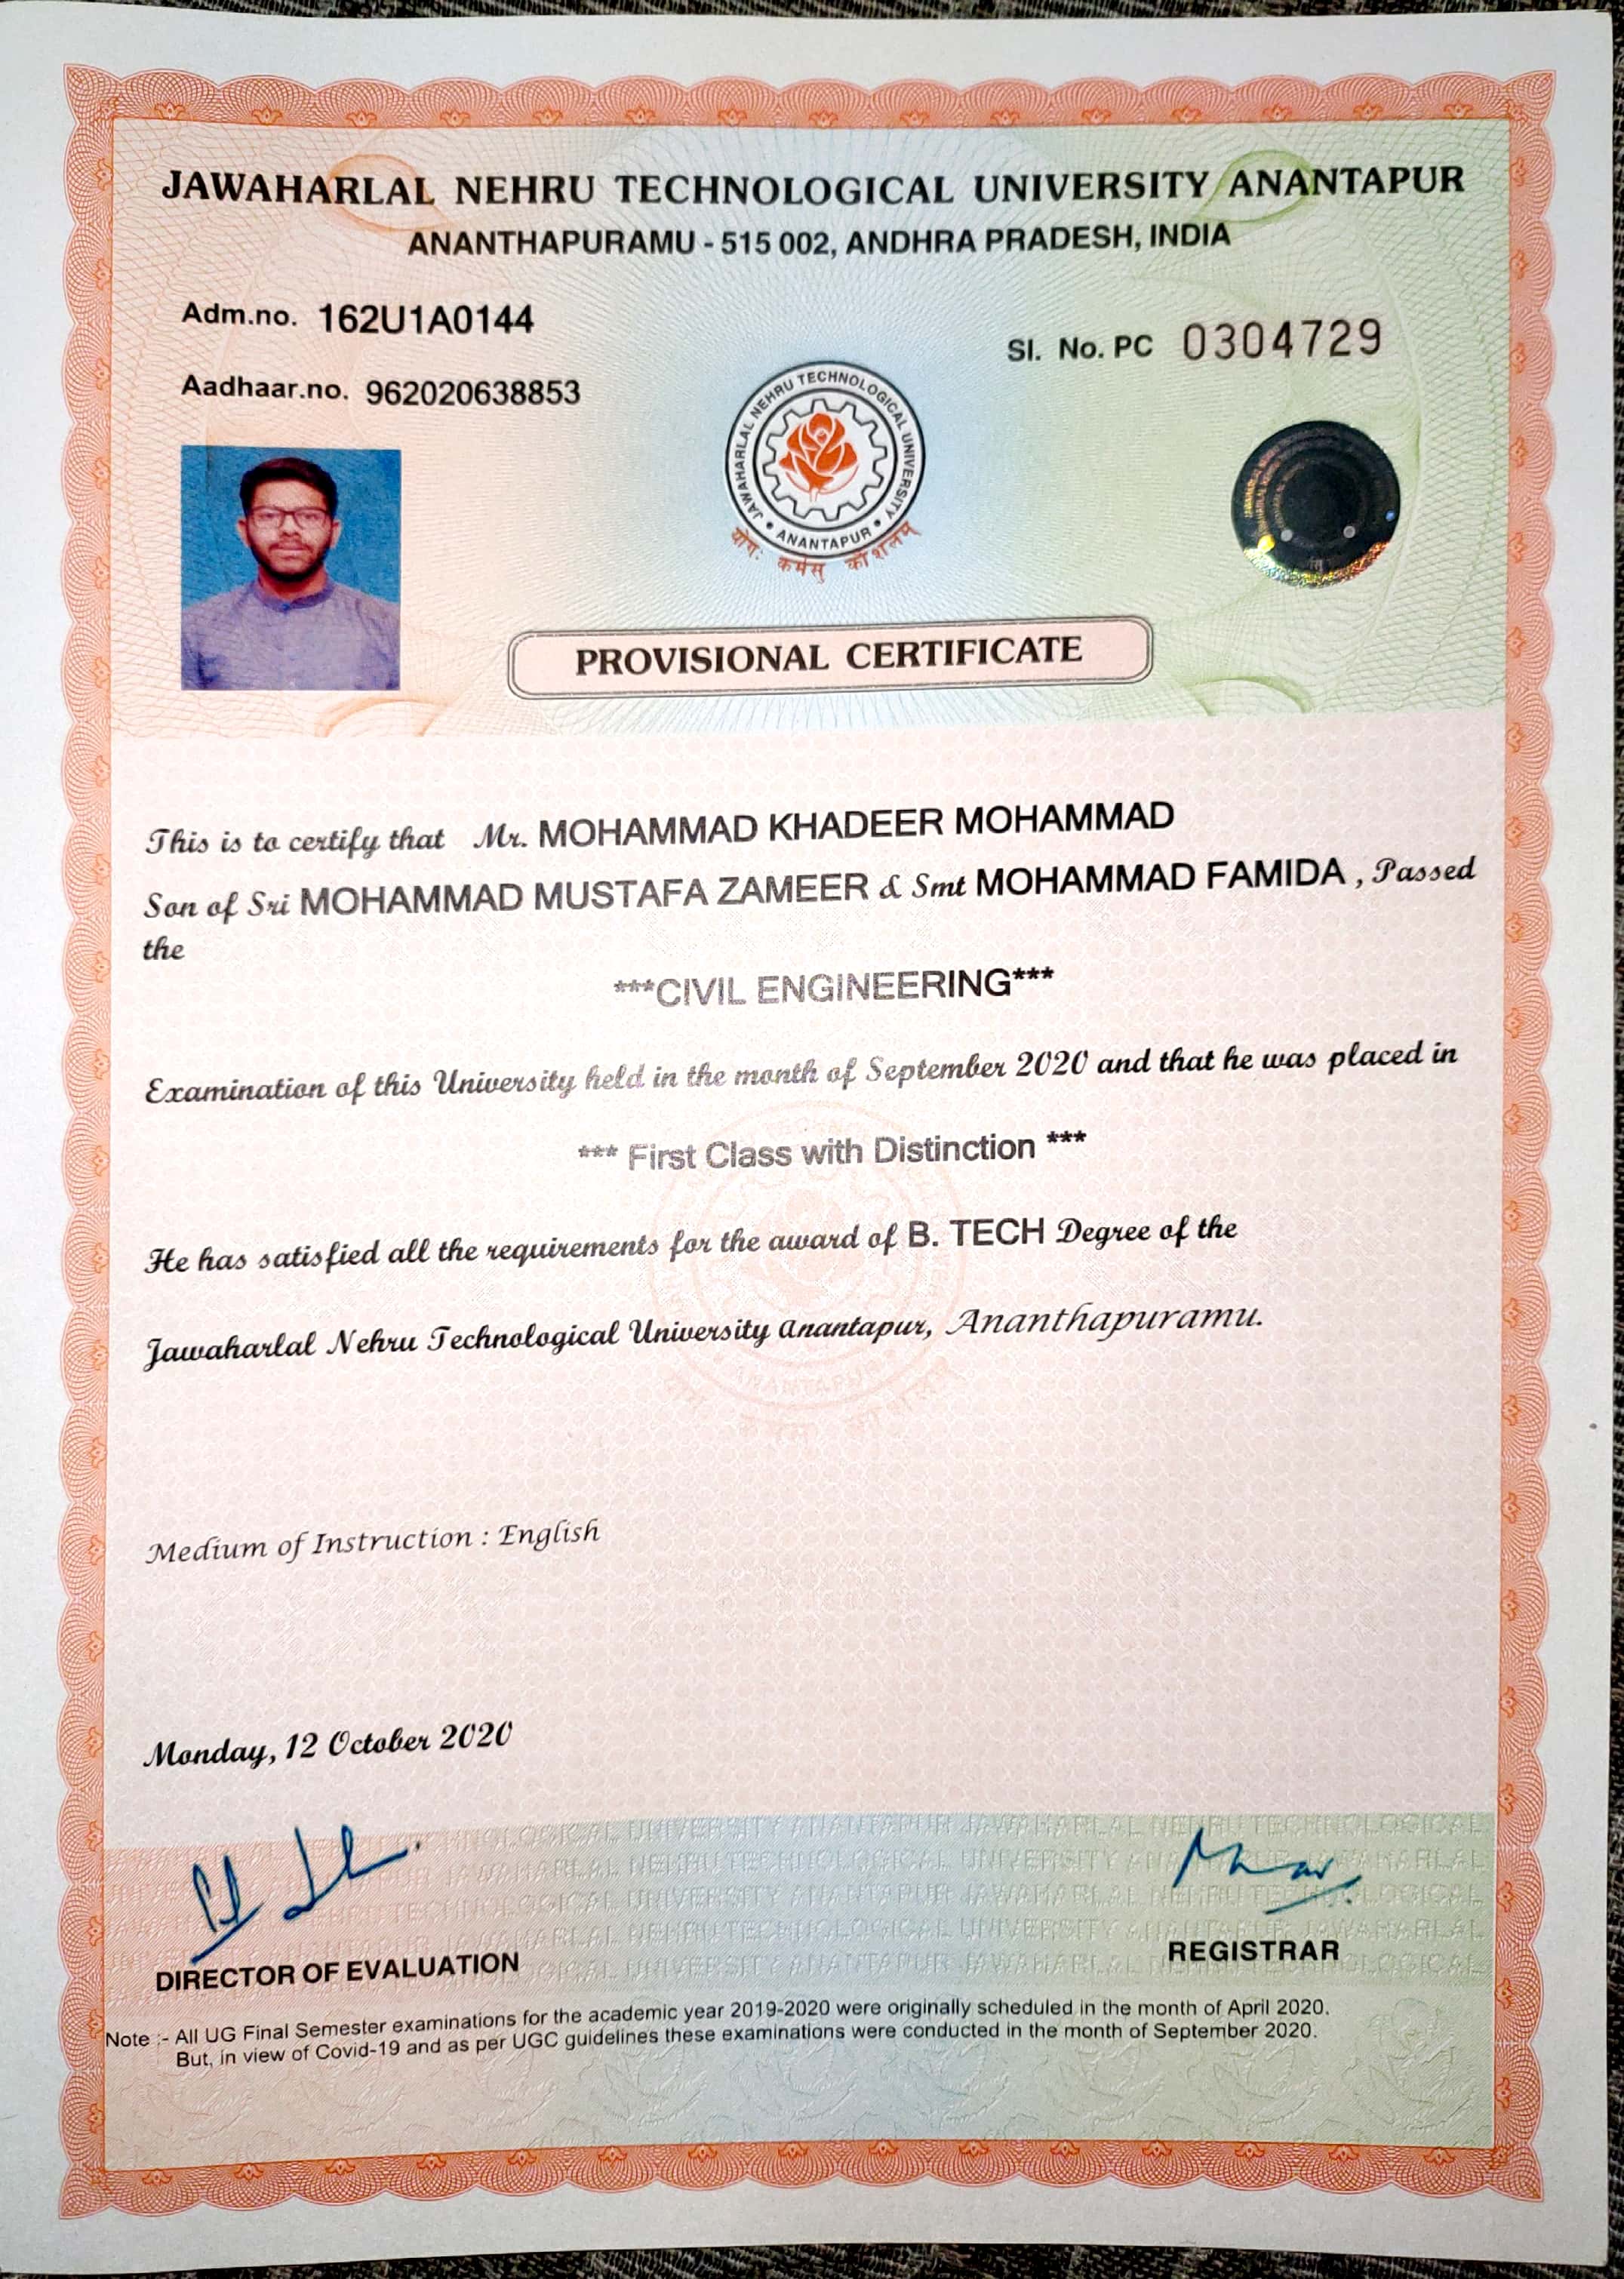 JAWAHARLAL NEHRU TECHNOLOGICAL UNIVERSITY ANANTAPUR
ANANTHAPURAMU - 515 002, ANDHRA PRADESH, INDIA
Adm.no. 162U1A0144
Sl. No. PC 0304729
Aadhaar.no. 962020638853
JAWAHARLAL NEHRU TECHNOLOGICAL UNIVERSITY
• ANANTAPUR •
योगः कर्मसु कौशलम्
PROVISIONAL CERTIFICATE
This is to certify that Mr. MOHAMMAD KHADEER MOHAMMAD
Son of Sri MOHAMMAD MUSTAFA ZAMEER & Smt MOHAMMAD FAMIDA , Passed
the
***CIVIL ENGINEERING***
Examination of this University held in the month of September 2020 and that he was placed in
*** First Class with Distinction ***
He has satisfied all the requirements for the award of B. TECH Degree of the
Jawaharlal Nehru Technological University Anantapur, Ananthapuramu.
Medium of Instruction : English
Monday, 12 October 2020
DIRECTOR OF EVALUATION
REGISTRAR
Note :- All UG Final Semester examinations for the academic year 2019-2020 were originally scheduled in the month of April 2020.
But, in view of Covid-19 and as per UGC guidelines these examinations were conducted in the month of September 2020.